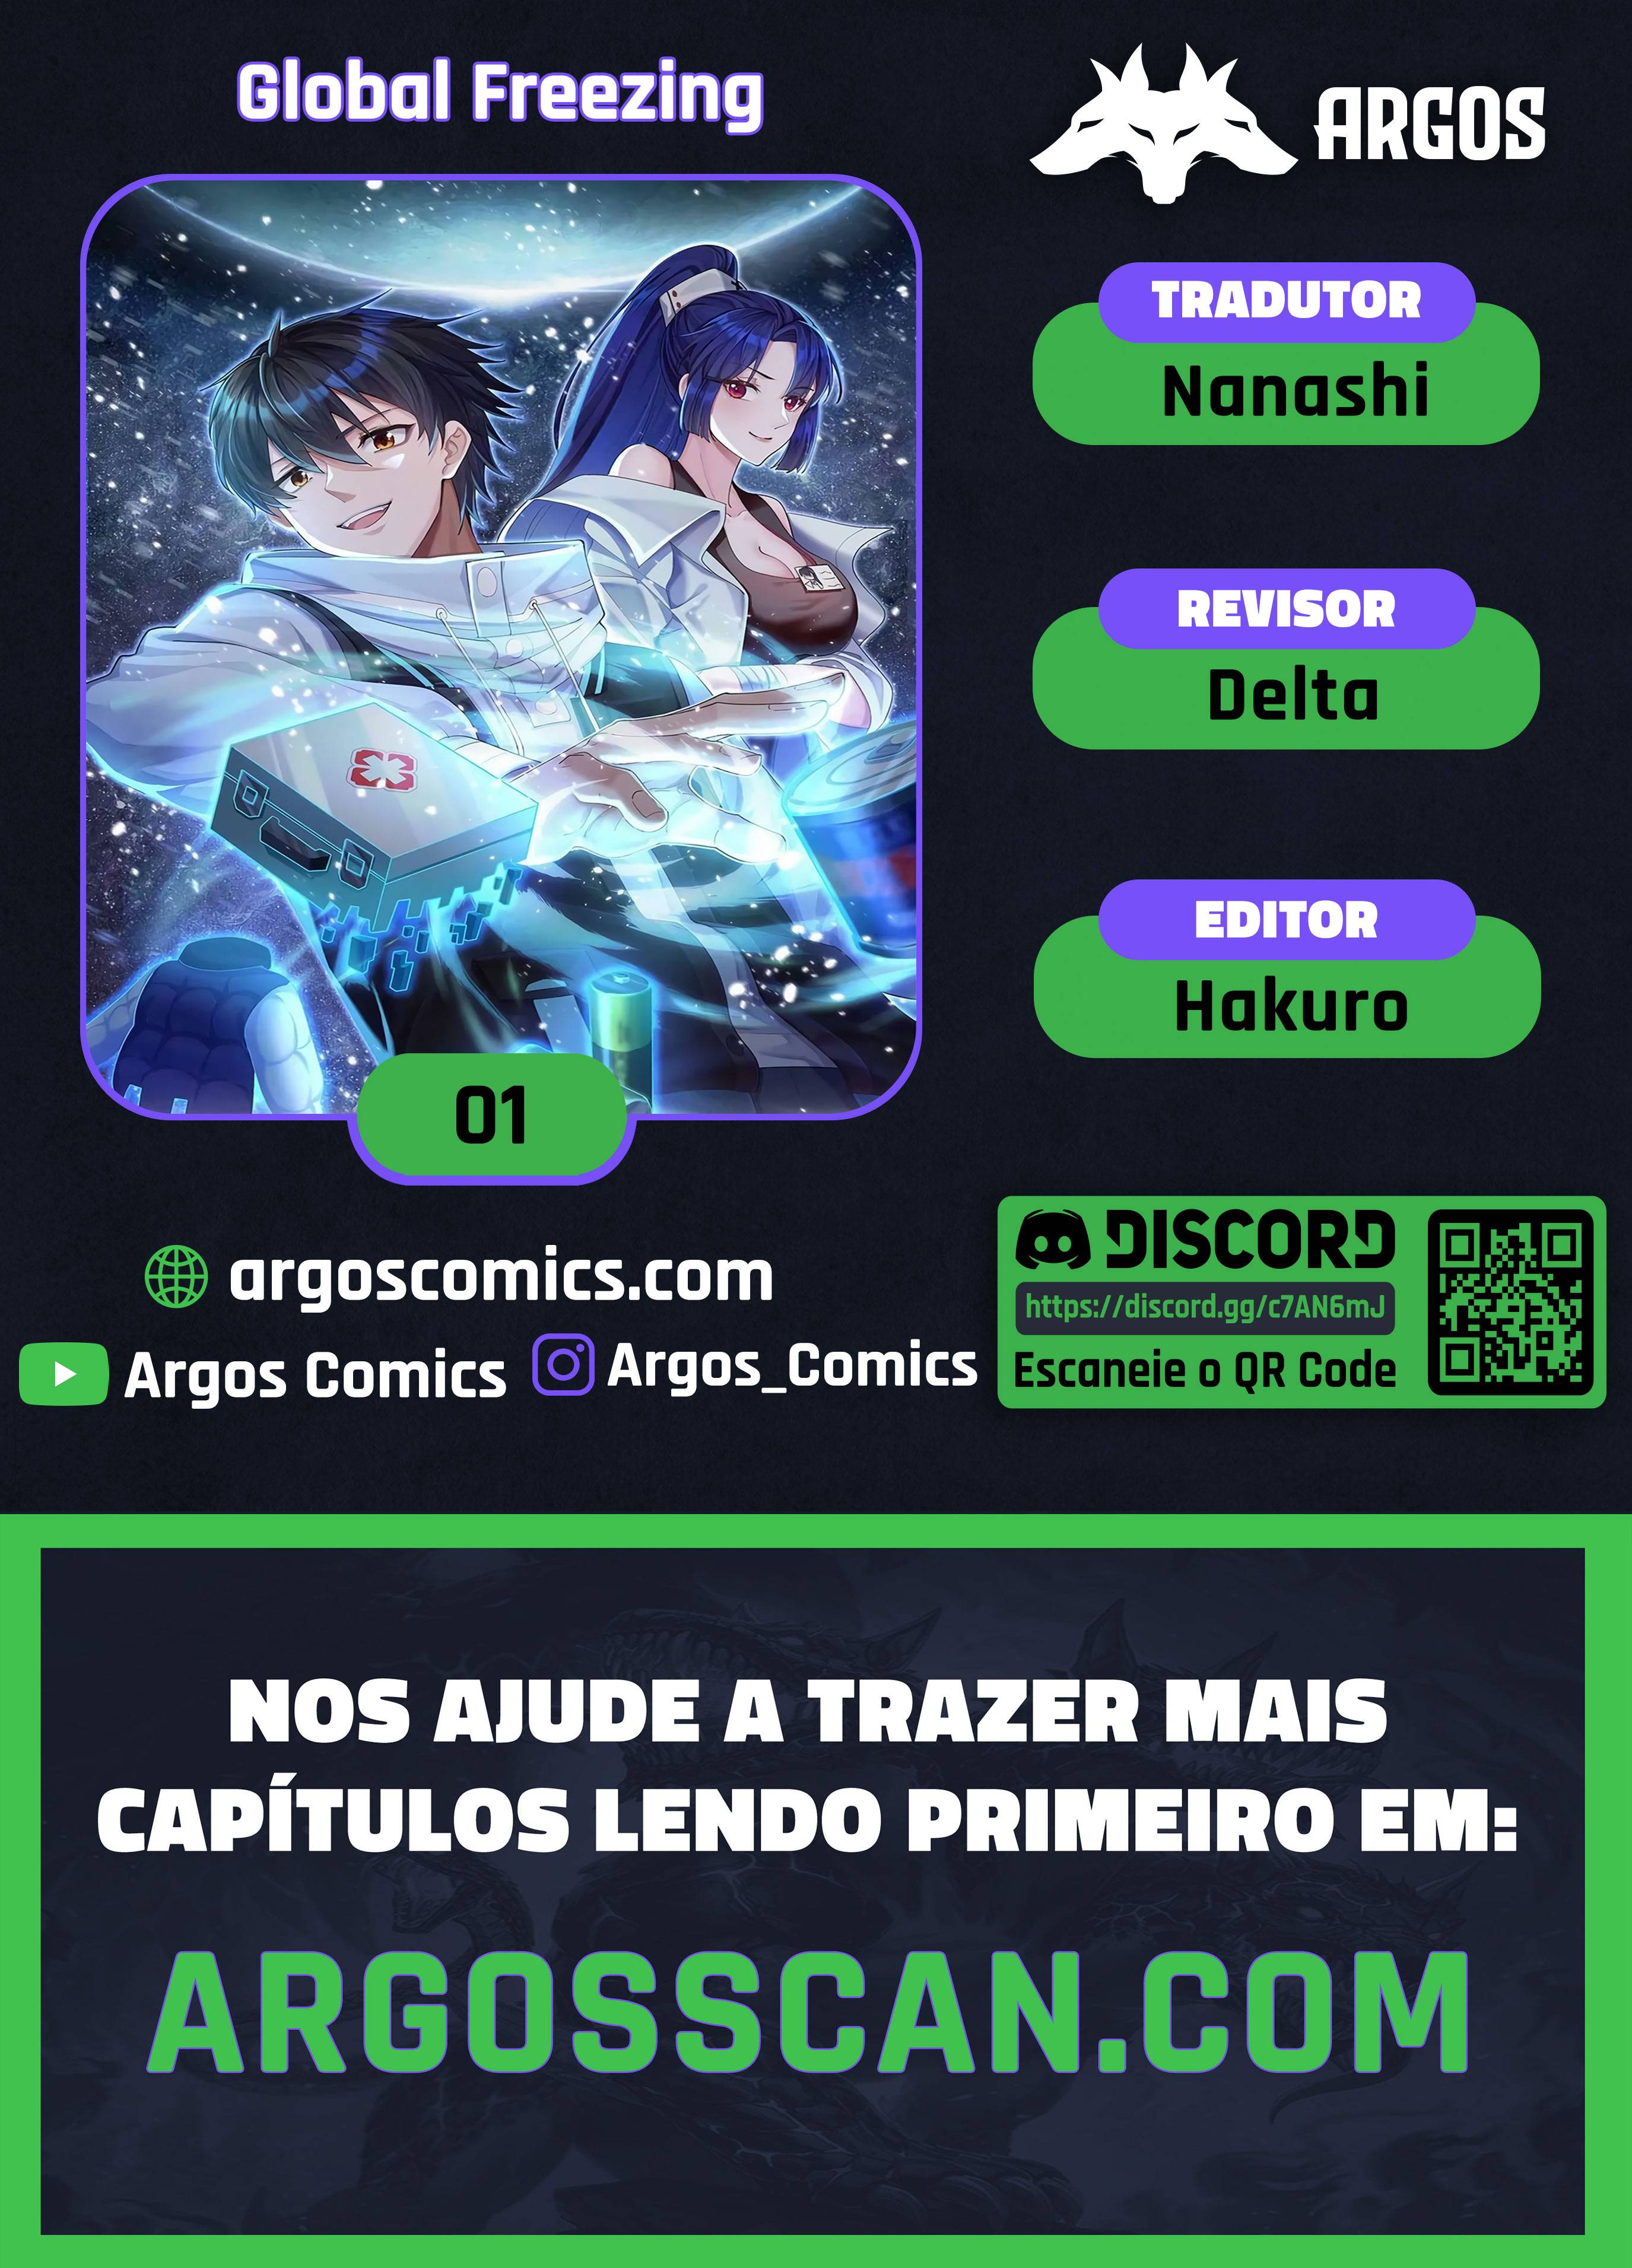 Global Freezing
ARGOS
TRADUTOR
Nanashi
REVISOR
Delta
EDITOR
Hakuro
01
argoscomics.com
Argos Comics
Argos_Comics
DISCORD
https://discord.gg/c7AN6mJ
Escaneie o QR Code
NOS AJUDE A TRAZER MAIS
CAPÍTULOS LENDO PRIMEIRO EM:
ARGOSSCAN.COM